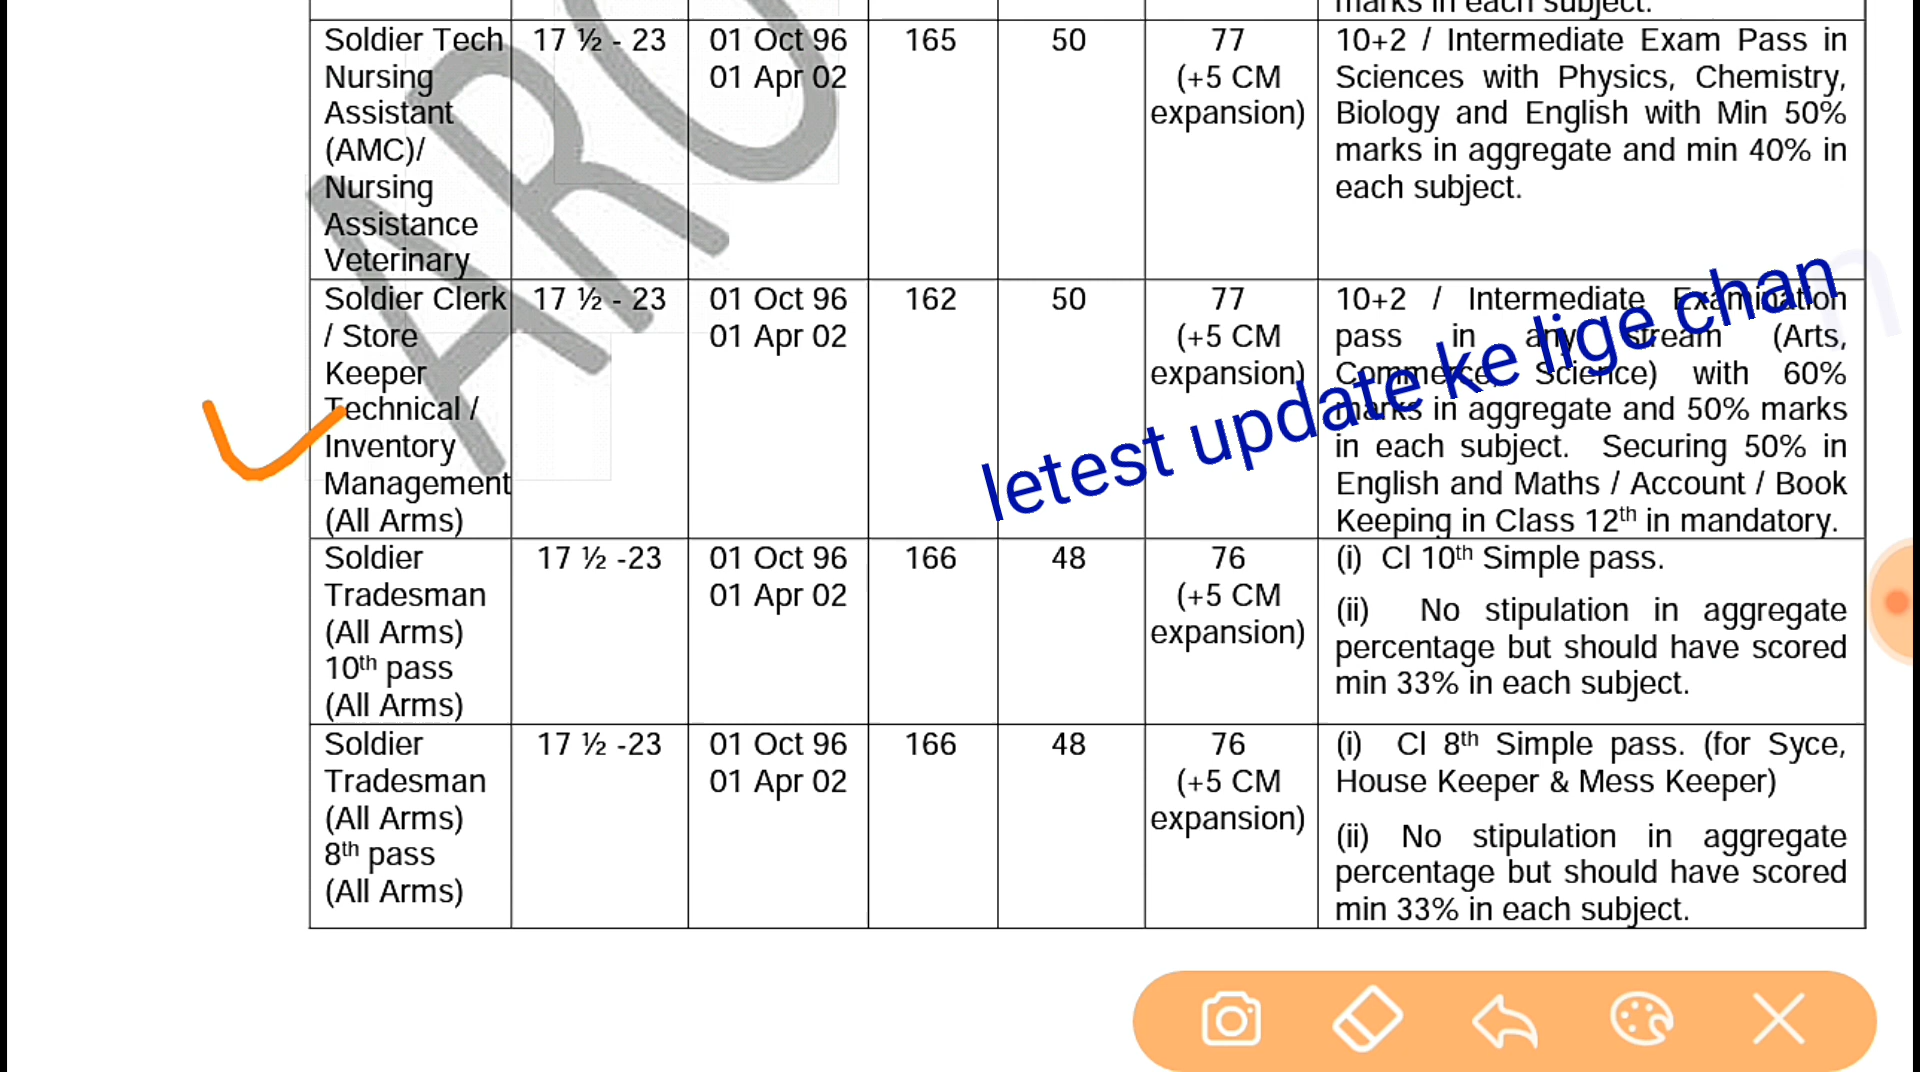 marks in each subject.
Soldier Tech 17 ½ - 23 01 Oct 96 165 50 77 10+2 / Intermediate Exam Pass in
Nursing 01 Apr 02 (+5 CM Sciences with Physics, Chemistry,
Assistant expansion) Biology and English with Min 50%
(AMC)/ marks in aggregate and min 40% in
Nursing each subject.
Assistance
Veterinary
Soldier Clerk 17 ½ - 23 01 Oct 96 162 50 77 10+2 / Intermediate Examination
/ Store 01 Apr 02 (+5 CM pass in any stream (Arts,
Keeper expansion) Commerce, Science) with 60%
Technical / marks in aggregate and 50% marks
Inventory in each subject. Securing 50% in
Management English and Maths / Account / Book
(All Arms) Keeping in Class 12th in mandatory.
letest update ke lige chan
Soldier 17 ½ -23 01 Oct 96 166 48 76 (i) Cl 10th Simple pass.
Tradesman 01 Apr 02 (+5 CM (ii) No stipulation in aggregate
(All Arms) expansion) percentage but should have scored
10th pass min 33% in each subject.
(All Arms)
Soldier 17 ½ -23 01 Oct 96 166 48 76 (i) Cl 8th Simple pass. (for Syce,
Tradesman 01 Apr 02 (+5 CM House Keeper & Mess Keeper)
(All Arms) expansion) (ii) No stipulation in aggregate
8th pass percentage but should have scored
(All Arms) min 33% in each subject.
ARO